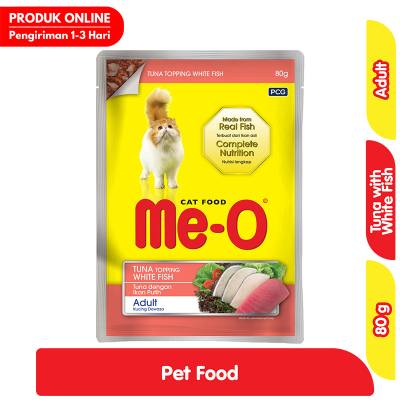 PRODUK ONLINE
Pengiriman 1-3 Hari
TUNA TOPPING WHITE FISH
80g
PCG
Made from
Real Fish
Terbuat dari ikan asli
Complete
Nutrition
Nutrisi lengkap
CAT FOOD
me-O
TUNA TOPPING
WHITE FISH
Tuna dengan
Ikan Putih
Adult
Kucing Dewasa
Adult
Tuna with
White Fish
80 g
Pet Food